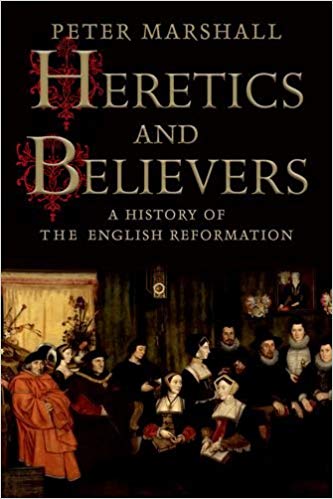 PETER MARSHALL
HERETICS
AND
BELIEVERS
A HISTORY OF
THE ENGLISH REFORMATION